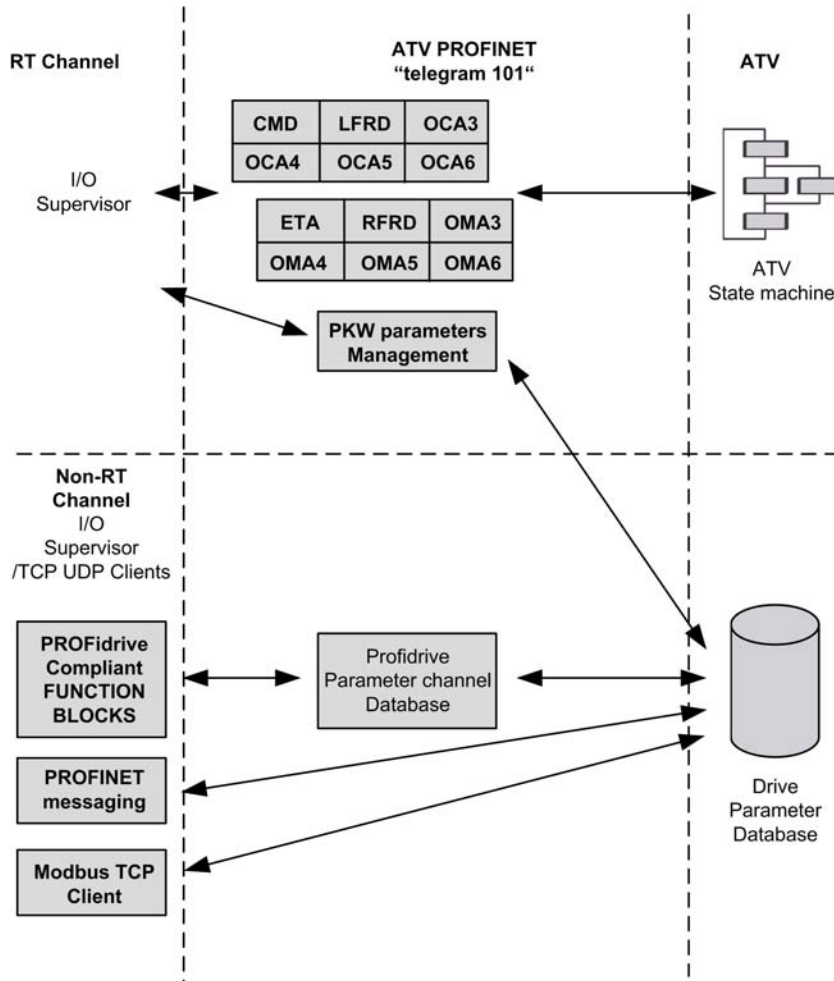 RT Channel
ATV PROFINET
“telegram 101“
ATV
CMD LFRD OCA3
OCA4 OCA5 OCA6
I/O
Supervisor
ETA RFRD OMA3
OMA4 OMA5 OMA6
ATV
State machine
PKW parameters
Management
Non-RT
Channel
I/O
Supervisor
/TCP UDP Clients
PROFidrive
Compliant
FUNCTION
BLOCKS
Profidrive
Parameter channel
Database
PROFINET
messaging
Drive
Parameter
Database
Modbus TCP
Client